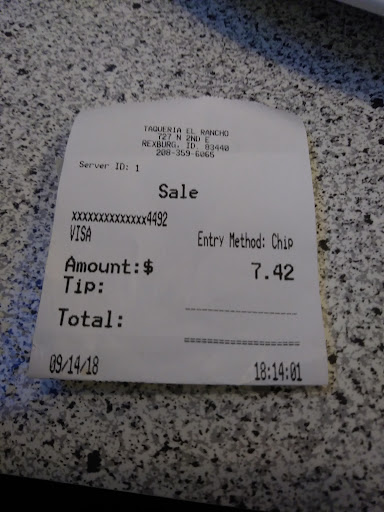 TAQUERIA EL RANCHO
727 N 2ND E
REXBURG, ID 83440
208-359-6065
Server ID: 1
Sale
xxxxxxxxxxxxxx4492
VISA
Entry Method: Chip
Amount:$ 7.42
Tip:
Total:
09/14/18 18:14:01